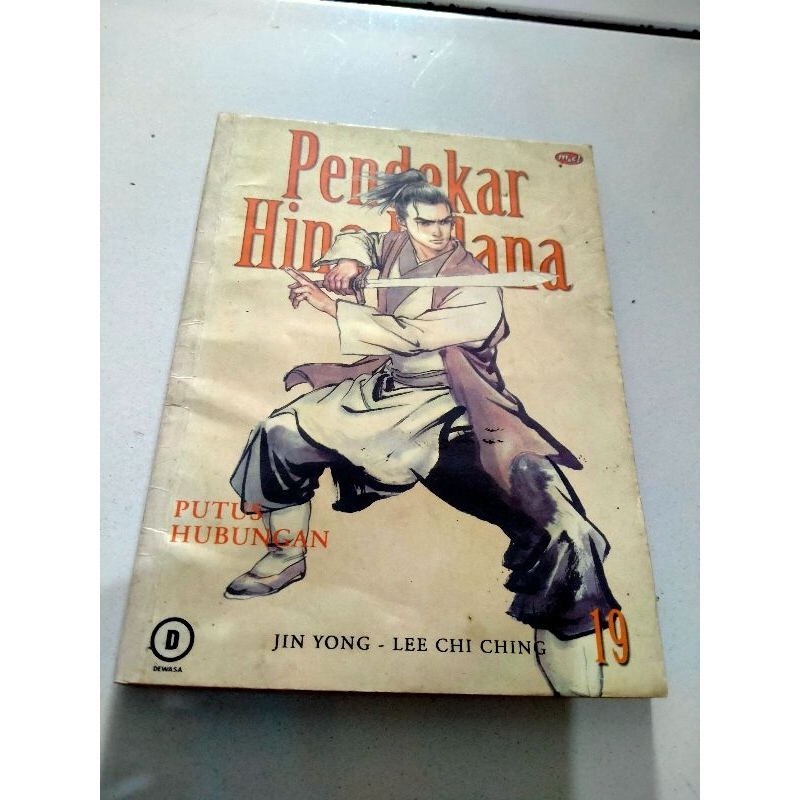 m&c!
Pendekar
Hina
PUTUS
HUBUNGAN
D
DEWASA
JIN YONG - LEE CHI CHING
19